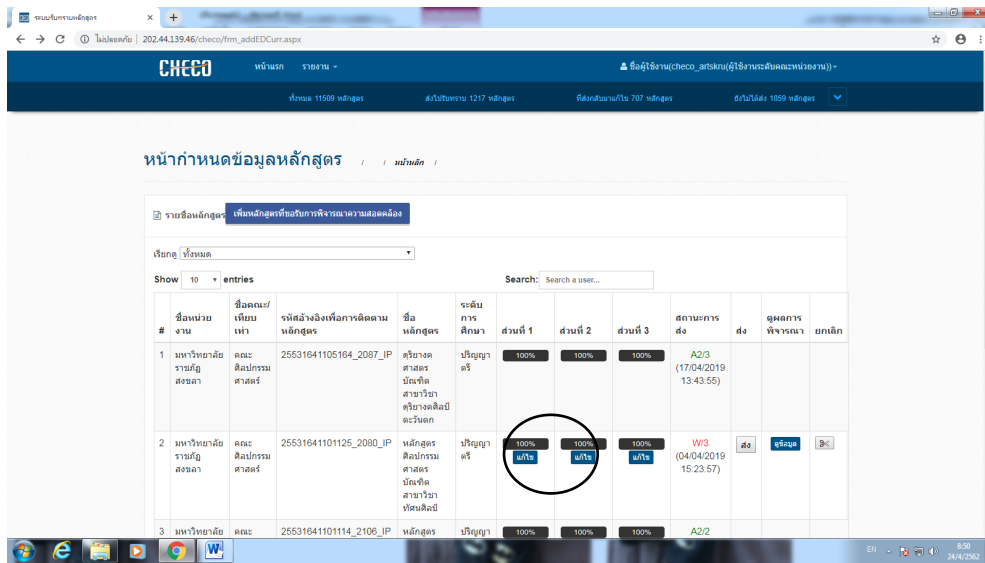 ระบบรับทราบหลักสูตร
ไม่ปลอดภัย | 202.44.139.46/checo/frm_addEDCurr.aspx
CHECO
หน้าแรก รายงาน
ชื่อผู้ใช้งาน(checo_artskru(ผู้ใช้งานระดับคณะหน่วยงาน))
ทั้งหมด 11509 หลักสูตร ส่งไปรับทราบ 1217 หลักสูตร ที่ส่งกลับมาแก้ไข 707 หลักสูตร ยังไม่ได้ส่ง 1859 หลักสูตร
หน้ากำหนดข้อมูลหลักสูตร / / หน้าหลัก /
รายชื่อหลักสูตร เพิ่มหลักสูตรที่ขอรับการพิจารณาความสอดคล้อง
เรียกดู ทั้งหมด
Show 10 entries Search: Search a user...
# ชื่อหน่วยงาน ชื่อคณะ/เทียบเท่า รหัสอ้างอิงเพื่อการติดตามหลักสูตร ชื่อหลักสูตร ระดับการศึกษา ส่วนที่ 1 ส่วนที่ 2 ส่วนที่ 3 สถานะการส่ง ส่ง ดูผลการพิจารณา ยกเลิก
1 มหาวิทยาลัย คณะ 25531641105164_2087_IP ดุริยางค ปริญญา 100% 100% 100% A2/3
ราชภัฏ ศิลปกรรม ศาสตร ตรี (17/04/2019
สงขลา ศาสตร์ บัณฑิต 13:43:55)
สาขาวิชา
ดุริยางคศิลป์
ตะวันตก
2 มหาวิทยาลัย คณะ 25531641101125_2080_IP หลักสูตร ปริญญา 100% 100% 100% W/3 ส่ง ดูข้อมูล
ราชภัฏ ศิลปกรรม ศิลปกรรม ตรี แก้ไข แก้ไข แก้ไข (04/04/2019
สงขลา ศาสตร์ ศาสตร 15:23:57)
บัณฑิต
สาขาวิชา
ทัศนศิลป์
3 มหาวิทยาลัย คณะ 25531641101114_2106_IP หลักสูตร ปริญญา 100% 100% 100% A2/2
EN 8:50
24/4/2562